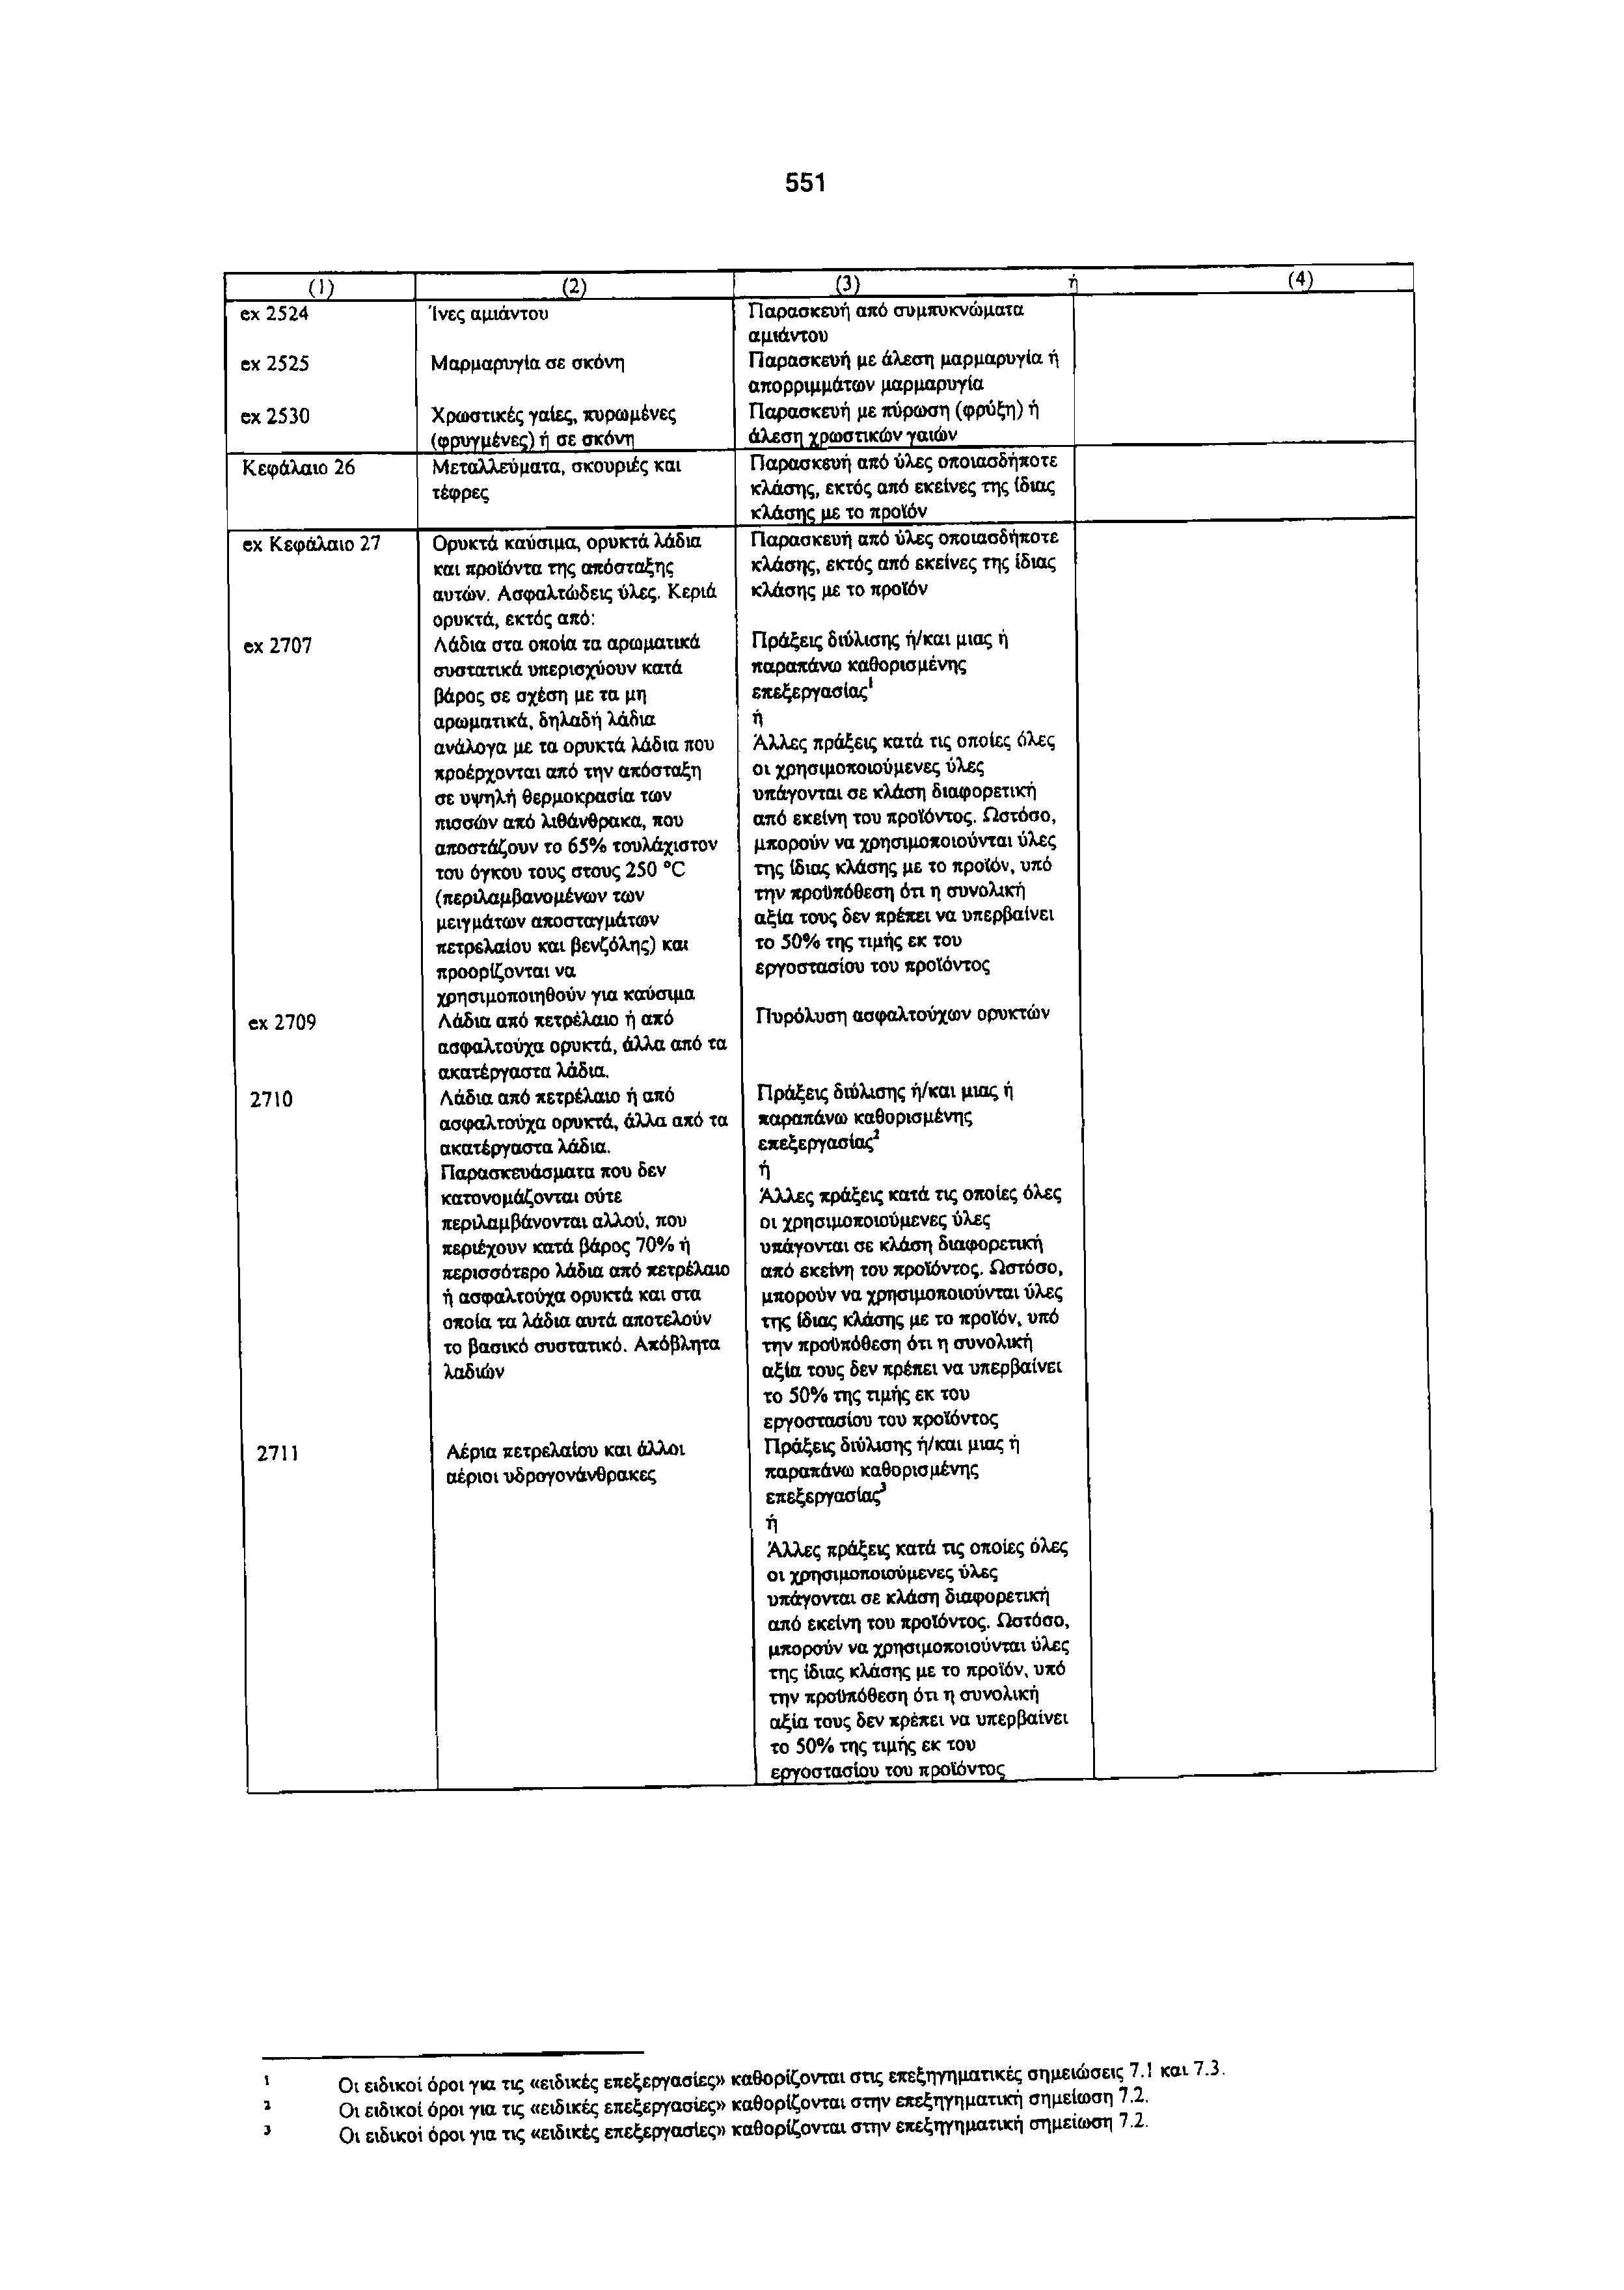 551
(1) (2) (3) ή (4)
ex 2524 Ίνες αμιάντου Παρασκευή από συμπυκνώματα
αμιάντου
ex 2525 Μαρμαρυγία σε σκόνη Παρασκευή με άλεση μαρμαρυγία ή
απορριμμάτων μαρμαρυγία
ex 2530 Χρωστικές γαίες, πυρωμένες Παρασκευή με πύρωση (φρύξη) ή
(φρυγμένες) ή σε σκόνη άλεση χρωστικών γαιών
Κεφάλαιο 26 Μεταλλεύματα, σκουριές και Παρασκευή από ύλες οποιασδήποτε
τέφρες κλάσης, εκτός από εκείνες της ίδιας
κλάσης με το προϊόν
ex Κεφάλαιο 27 Ορυκτά καύσιμα, ορυκτά λάδια Παρασκευή από ύλες οποιασδήποτε
και προϊόντα της απόσταξης κλάσης, εκτός από εκείνες της ίδιας
αυτών. Ασφαλτώδεις ύλες. Κεριά κλάσης με το προϊόν
ορυκτά, εκτός από:
ex 2707 Λάδια στα οποία τα αρωματικά Πράξεις διύλισης ή/και μιας ή
συστατικά υπερισχύουν κατά παραπάνω καθορισμένης
βάρος σε σχέση με τα μη επεξεργασίας¹
αρωματικά, δηλαδή λάδια ή
ανάλογα με τα ορυκτά λάδια που Άλλες πράξεις κατά τις οποίες όλες
προέρχονται από την απόσταξη οι χρησιμοποιούμενες ύλες
σε υψηλή θερμοκρασία των υπάγονται σε κλάση διαφορετική
πισσών από λιθάνθρακα, που από εκείνη του προϊόντος. Ωστόσο,
αποστάζουν το 65% τουλάχιστον μπορούν να χρησιμοποιούνται ύλες
του όγκου τους στους 250 °C της ίδιας κλάσης με το προϊόν, υπό
(περιλαμβανομένων των την προϋπόθεση ότι η συνολική
μειγμάτων αποσταγμάτων αξία τους δεν πρέπει να υπερβαίνει
πετρελαίου και βενζόλης) και το 50% της τιμής εκ του
προορίζονται να εργοστασίου του προϊόντος
χρησιμοποιηθούν για καύσιμα
ex 2709 Λάδια από πετρέλαιο ή από Πυρόλυση ασφαλτούχων ορυκτών
ασφαλτούχα ορυκτά, άλλα από τα
ακατέργαστα λάδια.
2710 Λάδια από πετρέλαιο ή από Πράξεις διύλισης ή/και μιας ή
ασφαλτούχα ορυκτά, άλλα από τα παραπάνω καθορισμένης
ακατέργαστα λάδια. επεξεργασίας²
Παρασκευάσματα που δεν ή
κατονομάζονται ούτε Άλλες πράξεις κατά τις οποίες όλες
περιλαμβάνονται αλλού, που οι χρησιμοποιούμενες ύλες
περιέχουν κατά βάρος 70% ή υπάγονται σε κλάση διαφορετική
περισσότερο λάδια από πετρέλαιο από εκείνη του προϊόντος. Ωστόσο,
ή ασφαλτούχα ορυκτά και στα μπορούν να χρησιμοποιούνται ύλες
οποία τα λάδια αυτά αποτελούν της ίδιας κλάσης με το προϊόν, υπό
το βασικό συστατικό. Απόβλητα την προϋπόθεση ότι η συνολική
λαδιών αξία τους δεν πρέπει να υπερβαίνει
το 50% της τιμής εκ του
εργοστασίου του προϊόντος
2711 Αέρια πετρελαίου και άλλοι Πράξεις διύλισης ή/και μιας ή
αέριοι υδρογονάνθρακες παραπάνω καθορισμένης
επεξεργασίας³
ή
Άλλες πράξεις κατά τις οποίες όλες
οι χρησιμοποιούμενες ύλες
υπάγονται σε κλάση διαφορετική
από εκείνη του προϊόντος. Ωστόσο,
μπορούν να χρησιμοποιούνται ύλες
της ίδιας κλάσης με το προϊόν, υπό
την προϋπόθεση ότι η συνολική
αξία τους δεν πρέπει να υπερβαίνει
το 50% της τιμής εκ του
εργοστασίου του προϊόντος
¹ Οι ειδικοί όροι για τις «ειδικές επεξεργασίες» καθορίζονται στις επεξηγηματικές σημειώσεις 7.1 και 7.3.
² Οι ειδικοί όροι για τις «ειδικές επεξεργασίες» καθορίζονται στην επεξηγηματική σημείωση 7.2.
³ Οι ειδικοί όροι για τις «ειδικές επεξεργασίες» καθορίζονται στην επεξηγηματική σημείωση 7.2.